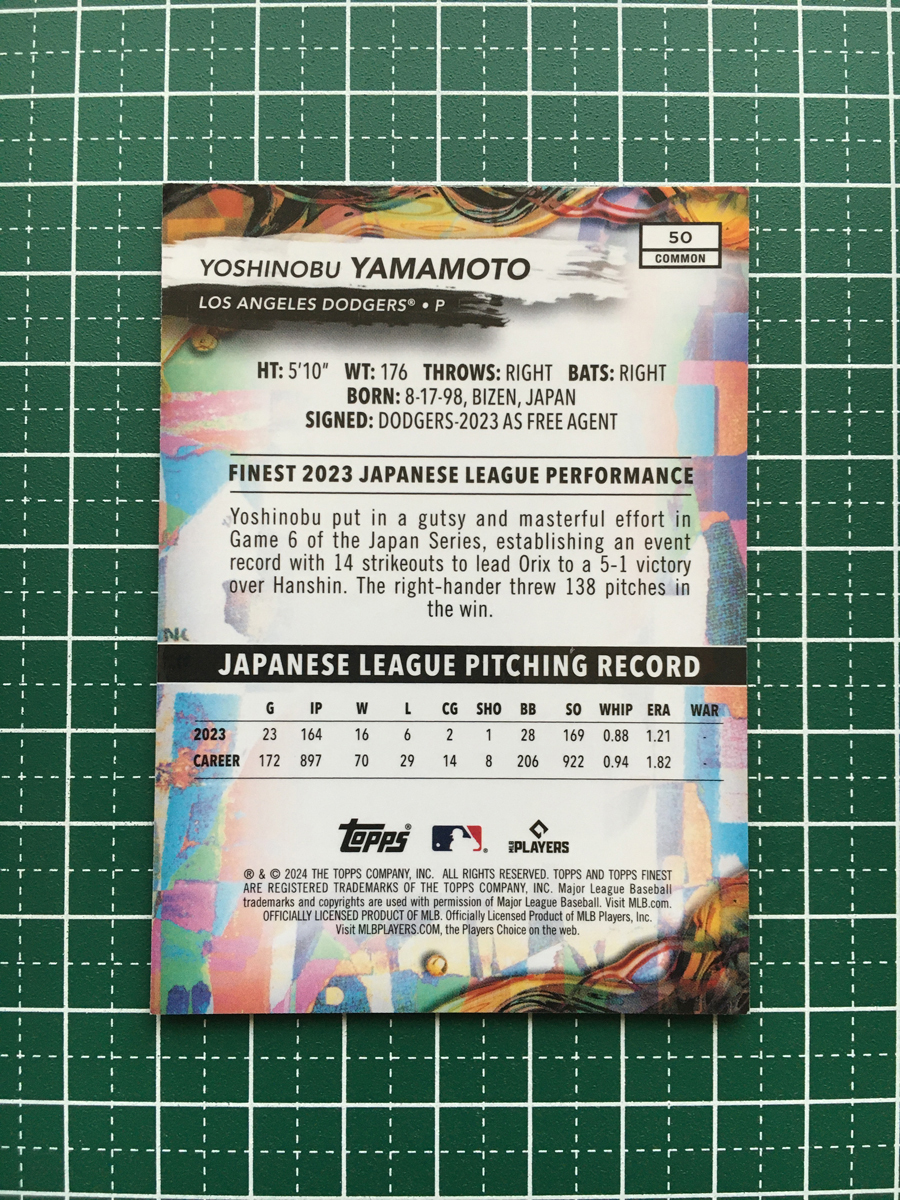 50
COMMON
YOSHINOBU YAMAMOTO
LOS ANGELES DODGERS® • P
HT: 5'10" WT: 176 THROWS: RIGHT BATS: RIGHT
BORN: 8-17-98, BIZEN, JAPAN
SIGNED: DODGERS-2023 AS FREE AGENT
FINEST 2023 JAPANESE LEAGUE PERFORMANCE
Yoshinobu put in a gutsy and masterful effort in
Game 6 of the Japan Series, establishing an event
record with 14 strikeouts to lead Orix to a 5-1 victory
over Hanshin. The right-hander threw 138 pitches in
the win.
NK
JAPANESE LEAGUE PITCHING RECORD
G IP W L CG SHO BB SO WHIP ERA WAR
2023 23 164 16 6 2 1 28 169 0.88 1.21 -
CAREER 172 897 70 29 14 8 206 922 0.94 1.82 -
TOPPS® ® MLB PLAYERS
® & © 2024 THE TOPPS COMPANY, INC. ALL RIGHTS RESERVED. TOPPS AND TOPPS FINEST
ARE REGISTERED TRADEMARKS OF THE TOPPS COMPANY, INC. Major League Baseball
trademarks and copyrights are used with permission of Major League Baseball. Visit MLB.com.
OFFICIALLY LICENSED PRODUCT OF MLB. Officially Licensed Product of MLB Players, Inc.
Visit MLBPLAYERS.COM, the Players Choice on the web.